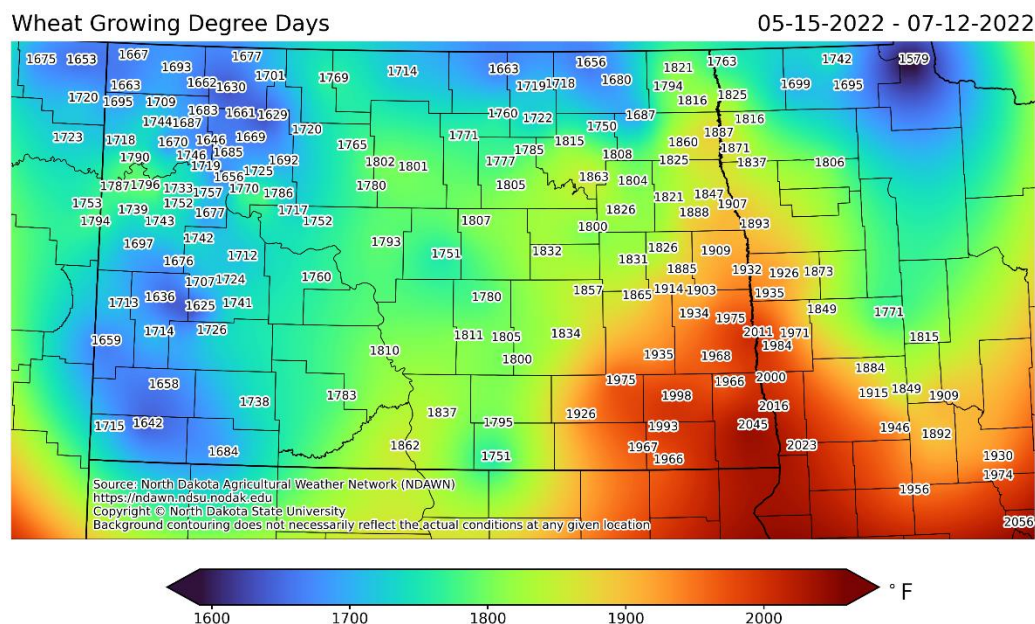 Wheat Growing Degree Days 05-15-2022 - 07-12-2022
1675 1653 1667 1677 1763 1742 1579
1693 1701 1769 1714 1663 1656 1821
1663 1662 1630 1719 1718 1680 1794 1699 1695
1720 1695 1709 1816 1825
1683 1661 1629 1760 1722 1687 1816
1744 1687 1720 1750
1723 1718 1670 1646 1669 1765 1771 1815 1860 1887
1790 1746 1685 1692 1802 1777 1785 1808 1825 1871 1837 1806
1719 1725 1801
1787 1796 1733 1656 1770 1786 1780 1805 1863 1804
1753 1752 1757 1821 1847 1907
1739 1677 1717 1826 1888
1794 1743 1752 1807 1800 1893
1697 1742 1793 1832 1826 1909
1676 1712 1751 1831 1885 1932 1926 1873
1707 1724 1760
1713 1636 1625 1741 1780 1857 1865 1914 1903 1935
1934 1975 1849 1771
1659 1714 1726 1811 1805 1834 2011 1971 1815
1810 1800 1935 1968 1984
1658 1975 1966 2000 1884
1738 1783 1998 1915 1849 1909
1715 1642 1837 1795 1926 1993 2045 2016 1946 1892
1684 1862 1751 1967 1966 2023 1930
1974
1956
Source: North Dakota Agricultural Weather Network (NDAWN)
https://ndawn.ndsu.nodak.edu
Copyright © North Dakota State University
Background contouring does not necessarily reflect the actual conditions at any given location
2056
° F
1600 1700 1800 1900 2000